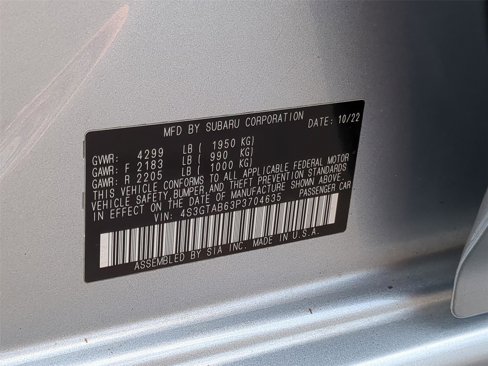 MFD BY SUBARU CORPORATION DATE: 10/22
GVWR: 4299 LB ( 1950 KG)
GAWR: F 2183 LB ( 990 KG)
GAWR: R 2205 LB ( 1000 KG)
THIS VEHICLE CONFORMS TO ALL APPLICABLE FEDERAL MOTOR
VEHICLE SAFETY,BUMPER,AND THEFT PREVENTION STANDARDS
IN EFFECT ON THE DATE OF MANUFACTURE SHOWN ABOVE.
VIN: 4S3GTAB63P3704635 PASSENGER CAR
ASSEMBLED BY SIA INC. MADE IN U.S.A.